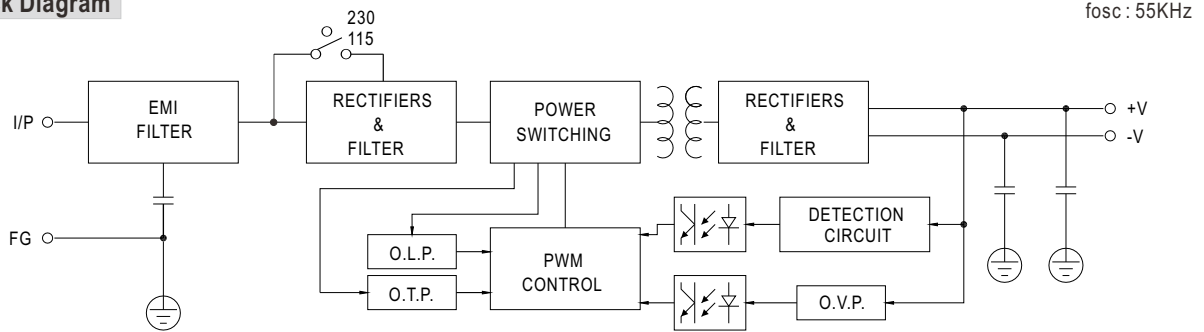 k Diagram
fosc : 55KHz
230
115
I/P
EMI
FILTER
RECTIFIERS
&
FILTER
POWER
SWITCHING
RECTIFIERS
&
FILTER
+V
-V
FG
O.L.P.
O.T.P.
PWM
CONTROL
DETECTION
CIRCUIT
O.V.P.